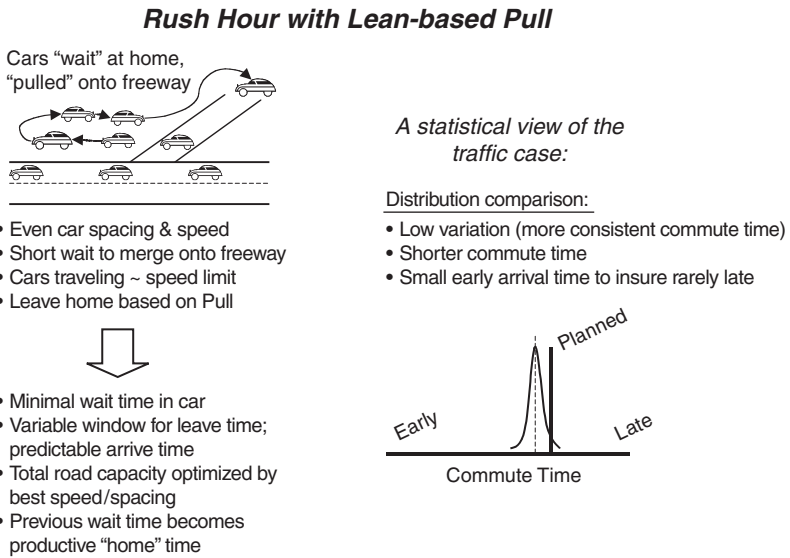 Rush Hour with Lean-based Pull
Cars “wait” at home,
“pulled” onto freeway
• Even car spacing & speed
• Short wait to merge onto freeway
• Cars traveling ~ speed limit
• Leave home based on Pull
• Minimal wait time in car
• Variable window for leave time;
predictable arrive time
• Total road capacity optimized by
best speed/spacing
• Previous wait time becomes
productive “home” time
A statistical view of the
traffic case:
Distribution comparison:
• Low variation (more consistent commute time)
• Shorter commute time
• Small early arrival time to insure rarely late
Planned
Early
Late
Commute Time